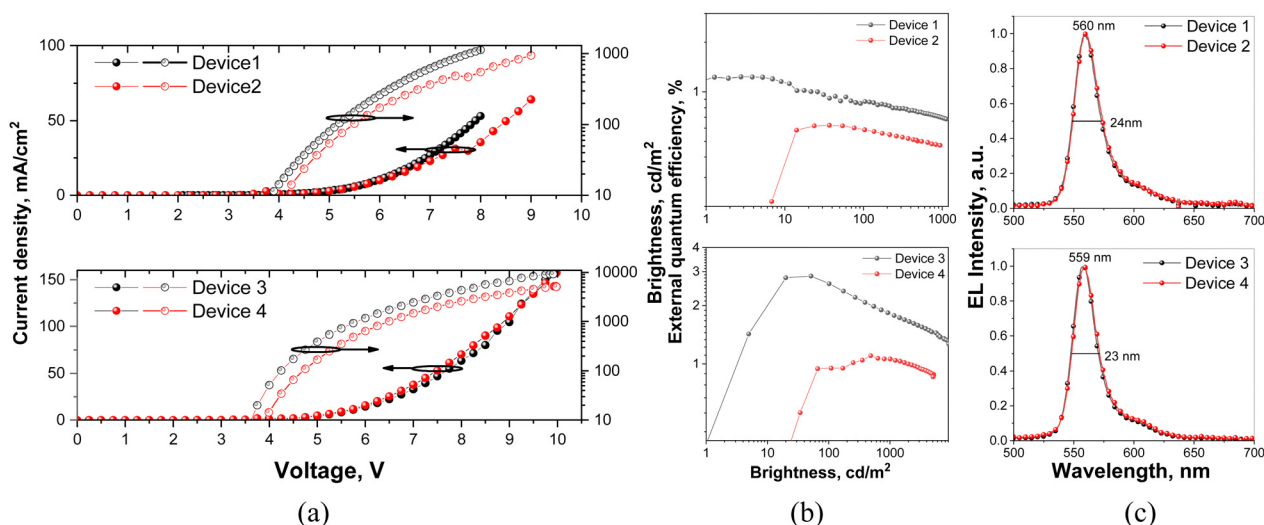 (a)
Current density, mA/cm²
100
50
0
Device1
Device2
1000
100
10
0 1 2 3 4 5 6 7 8 9 10
Brightness, cd/m²
150
125
100
75
50
25
0
Device 3
Device 4
10000
1000
100
10
0 1 2 3 4 5 6 7 8 9 10
Voltage, V
(a)
(b)
External quantum efficiency, %
Device 1
Device 2
1
1 10 100 1000
4
3
2
1
Device 3
Device 4
1 10 100 1000
Brightness, cd/m²
(b)
(c)
EL Intensity, a.u.
560 nm
Device 1
Device 2
24nm
1.0
0.8
0.6
0.4
0.2
0.0
500 550 600 650 700
559 nm
Device 3
Device 4
23 nm
1.0
0.8
0.6
0.4
0.2
0.0
500 550 600 650 700
Wavelength, nm
(c)